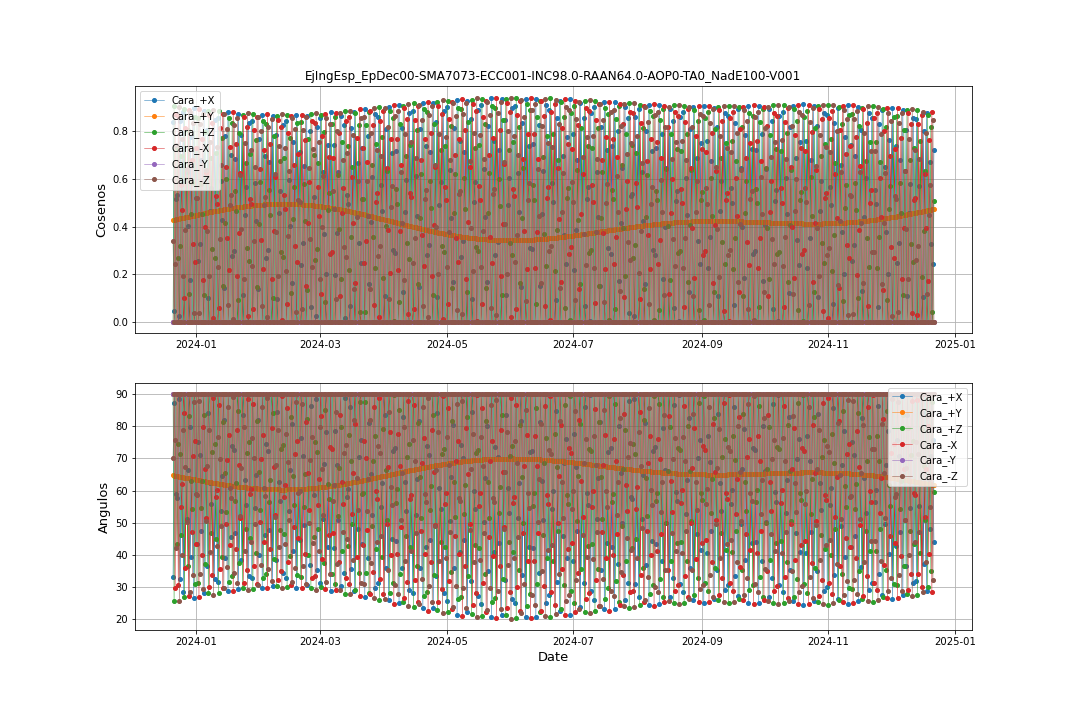 EjIngEsp_EpDec00-SMA7073-ECC001-INC98.0-RAAN64.0-AOP0-TA0_NadE100-V001
Cosenos
0.8
0.6
0.4
0.2
0.0
Cara_+X
Cara_+Y
Cara_+Z
Cara_-X
Cara_-Y
Cara_-Z
2024-01
2024-03
2024-05
2024-07
2024-09
2024-11
2025-01
Angulos
90
80
70
60
50
40
30
20
Cara_+X
Cara_+Y
Cara_+Z
Cara_-X
Cara_-Y
Cara_-Z
2024-01
2024-03
2024-05
2024-07
2024-09
2024-11
2025-01
Date